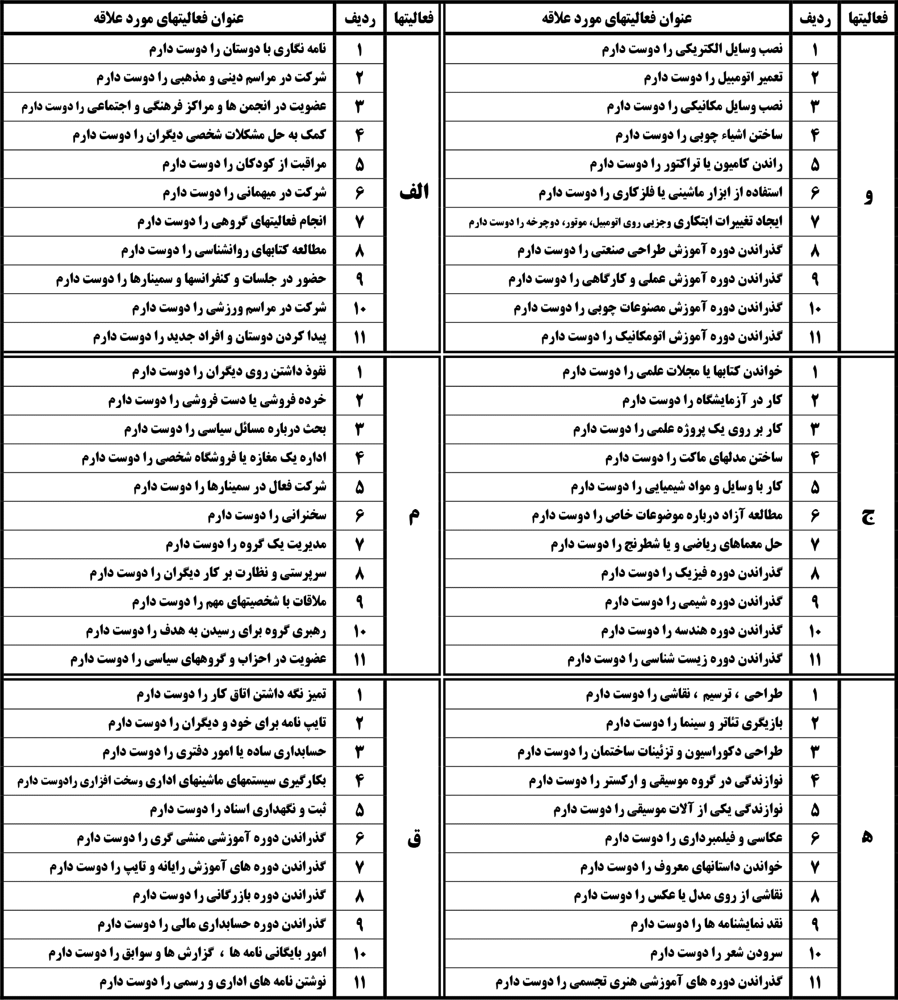 فعالیتها ردیف عنوان فعالیتهای مورد علاقه
و
۱ نصب وسایل الکتریکی را دوست دارم
۲ تعمیر اتومبیل را دوست دارم
۳ نصب وسایل مکانیکی را دوست دارم
۴ ساختن اشیاء چوبی را دوست دارم
۵ راندن کامیون یا تراکتور را دوست دارم
۶ استفاده از ابزار ماشینی یا فلزکاری را دوست دارم
۷ ایجاد تغییرات ابتکاری وجزیی روی اتومبیل، موتور، دوچرخه را دوست دارم
۸ گذراندن دوره آموزش طراحی صنعتی را دوست دارم
۹ گذراندن دوره آموزش عملی و کارگاهی را دوست دارم
۱۰ گذراندن دوره آموزش مصنوعات چوبی را دوست دارم
۱۱ گذراندن دوره آموزش اتومکانیک را دوست دارم
ج
۱ خواندن کتابها یا مجلات علمی را دوست دارم
۲ کار در آزمایشگاه را دوست دارم
۳ کار بر روی یک پروژه علمی را دوست دارم
۴ ساختن مدلهای ماکت را دوست دارم
۵ کار با وسایل و مواد شیمیایی را دوست دارم
۶ مطالعه آزاد درباره موضوعات خاص را دوست دارم
۷ حل معماهای ریاضی و یا شطرنج را دوست دارم
۸ گذراندن دوره فیزیک را دوست دارم
۹ گذراندن دوره شیمی را دوست دارم
۱۰ گذراندن دوره هندسه را دوست دارم
۱۱ گذراندن دوره زیست شناسی را دوست دارم
ه
۱ طراحی ، ترسیم ، نقاشی را دوست دارم
۲ بازیگری تئاتر و سینما را دوست دارم
۳ طراحی دکوراسیون و تزئینات ساختمان را دوست دارم
۴ نوازندگی در گروه موسیقی و ارکستر را دوست دارم
۵ نوازندگی یکی از آلات موسیقی را دوست دارم
۶ عکاسی و فیلمبرداری را دوست دارم
۷ خواندن داستانهای معروف را دوست دارم
۸ نقاشی از روی مدل یا عکس را دوست دارم
۹ نقد نمایشنامه ها را دوست دارم
۱۰ سرودن شعر را دوست دارم
۱۱ گذراندن دوره های آموزشی هنری تجسمی را دوست دارم
فعالیتها ردیف عنوان فعالیتهای مورد علاقه
الف
۱ نامه نگاری با دوستان را دوست دارم
۲ شرکت در مراسم دینی و مذهبی را دوست دارم
۳ عضویت در انجمن ها و مراکز فرهنگی و اجتماعی را دوست دارم
۴ کمک به حل مشکلات شخصی دیگران را دوست دارم
۵ مراقبت از کودکان را دوست دارم
۶ شرکت در میهمانی را دوست دارم
۷ انجام فعالیتهای گروهی را دوست دارم
۸ مطالعه کتابهای روانشناسی را دوست دارم
۹ حضور در جلسات و کنفرانسها و سمینارها را دوست دارم
۱۰ شرکت در مراسم ورزشی را دوست دارم
۱۱ پیدا کردن دوستان و افراد جدید را دوست دارم
م
۱ نفوذ داشتن روی دیگران را دوست دارم
۲ خرده فروشی یا دست فروشی را دوست دارم
۳ بحث درباره مسائل سیاسی را دوست دارم
۴ اداره یک مغازه یا فروشگاه شخصی را دوست دارم
۵ شرکت فعال در سمینارها را دوست دارم
۶ سخنرانی را دوست دارم
۷ مدیریت یک گروه را دوست دارم
۸ سرپرستی و نظارت بر کار دیگران را دوست دارم
۹ ملاقات با شخصیتهای مهم را دوست دارم
۱۰ رهبری گروه برای رسیدن به هدف را دوست دارم
۱۱ عضویت در احزاب و گروههای سیاسی را دوست دارم
ق
۱ تمیز نگه داشتن اتاق کار را دوست دارم
۲ تایپ نامه برای خود و دیگران را دوست دارم
۳ حسابداری ساده یا امور دفتری را دوست دارم
۴ بکارگیری سیستمهای ماشینهای اداری وسخت افزاری رادوست دارم
۵ ثبت و نگهداری اسناد را دوست دارم
۶ گذراندن دوره آموزشی منشی گری را دوست دارم
۷ گذراندن دوره های آموزش رایانه و تایپ را دوست دارم
۸ گذراندن دوره بازرگانی را دوست دارم
۹ گذراندن دوره حسابداری مالی را دوست دارم
۱۰ امور بایگانی نامه ها ، گزارش ها و سوابق را دوست دارم
۱۱ نوشتن نامه های اداری و رسمی را دوست دارم